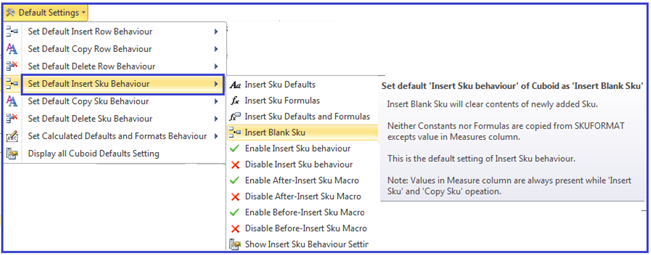 Default Settings
Set Default Insert Row Behaviour
Set Default Copy Row Behaviour
Set Default Delete Row Behaviour
Set Default Insert Sku Behaviour
Set Default Copy Sku Behaviour
Set Default Delete Sku Behaviour
Set Calculated Defaults and Formats Behaviour
Display all Cuboid Defaults Setting
Insert Sku Defaults
Insert Sku Formulas
Insert Sku Defaults and Formulas
Insert Blank Sku
Enable Insert Sku behaviour
Disable Insert Sku behaviour
Enable After-Insert Sku Macro
Disable After-Insert Sku Macro
Enable Before-Insert Sku Macro
Disable Before-Insert Sku Macro
Show Insert Sku Behaviour Settir
Set default 'Insert Sku behaviour' of Cuboid as 'Insert Blank Sku'
Insert Blank Sku will clear contents of newly added Sku.
Neither Constants nor Formulas are copied from SKUFORMAT
excepts value in Measures column.
This is the default setting of Insert Sku behaviour.
Note: Values in Measure column are always present while 'Insert
Sku' and 'Copy Sku' opeation.